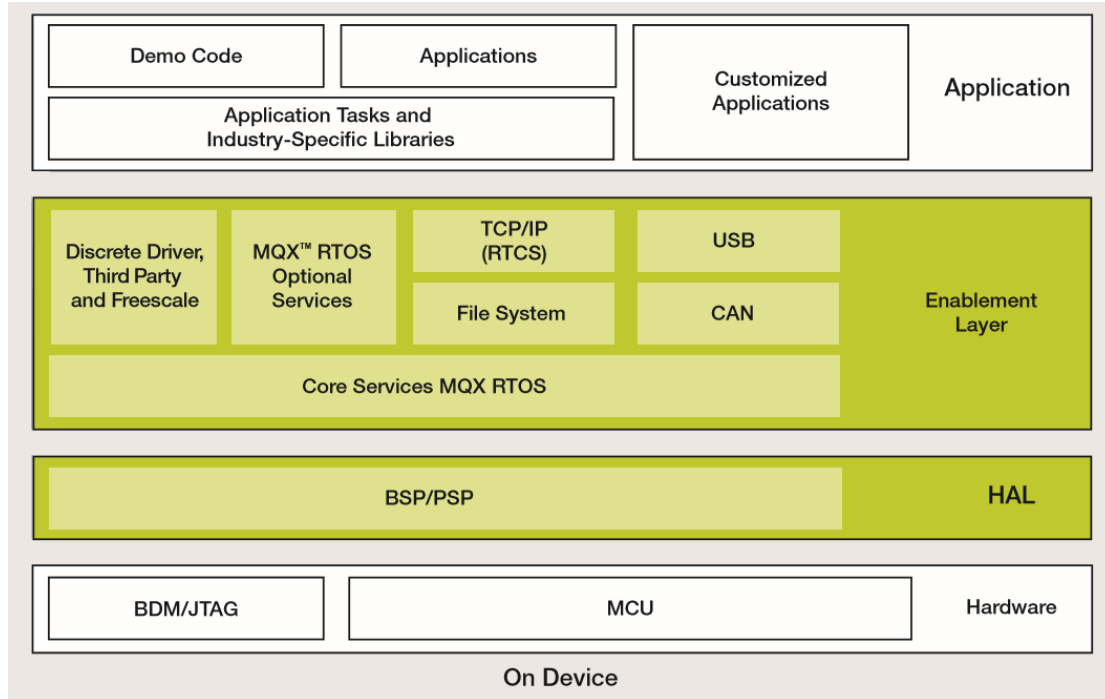 Demo Code
Applications
Customized
Applications
Application
Application Tasks and
Industry-Specific Libraries
Discrete Driver,
Third Party
and Freescale
MQX™ RTOS
Optional
Services
TCP/IP
(RTCS)
USB
File System
CAN
Enablement
Layer
Core Services MQX RTOS
BSP/PSP
HAL
BDM/JTAG
MCU
Hardware
On Device